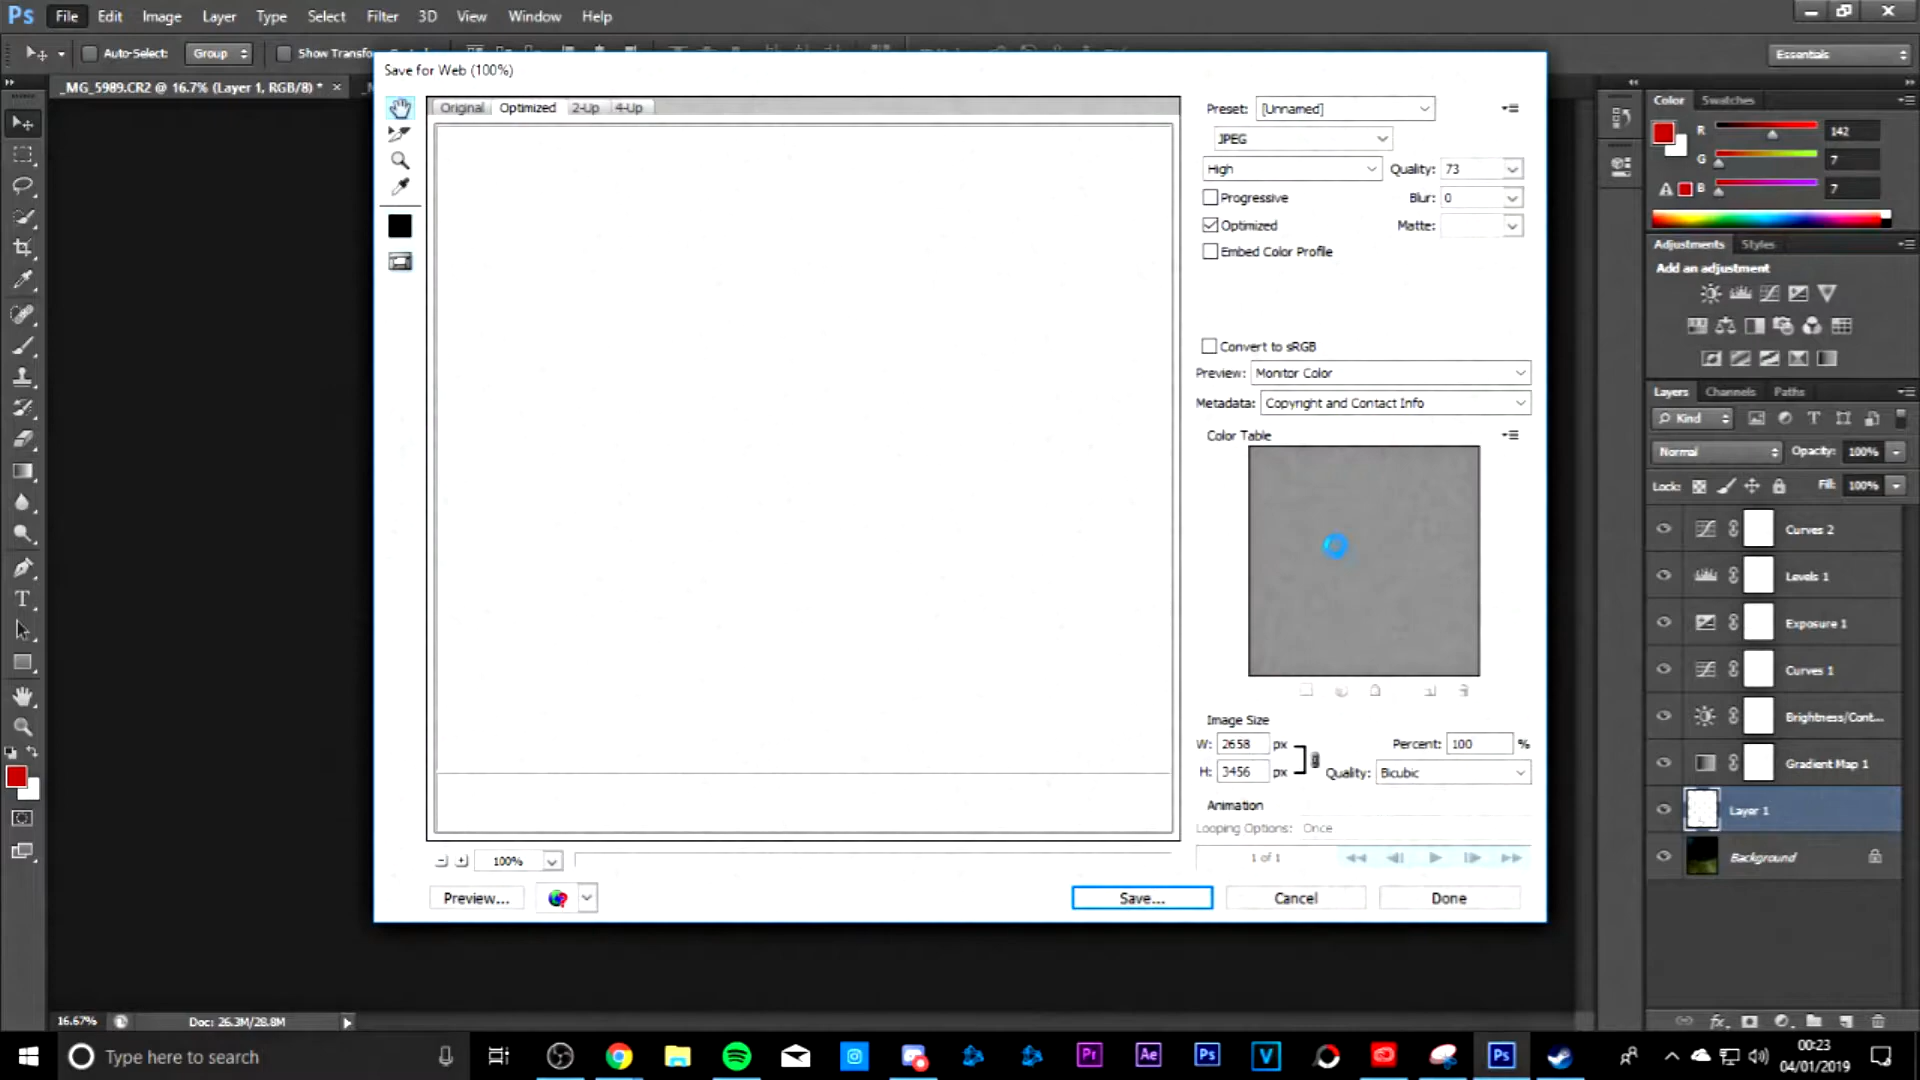 Ps File Edit Image Layer Type Select Filter 3D View Window Help
Auto-Select: Group Show Transf
Essentials
_MG_5989.CR2 @ 16.7% (Layer 1, RGB/8) * ×
Save for Web (100%)
Original Optimized 2-Up 4-Up
Preset: [Unnamed]
JPEG
High Quality: 73
Progressive Blur: 0
Optimized Matte:
Embed Color Profile
Convert to sRGB
Preview: Monitor Color
Metadata: Copyright and Contact Info
Color Table
Image Size
W: 2658 px Percent: 100 %
H: 3456 px Quality: Bicubic
Animation
Looping Options: Once
1 of 1
100%
Preview... Save... Cancel Done
Color Swatches
R 142
G 7
B 7
Adjustments Styles
Add an adjustment
Layers Channels Paths
Kind
Normal Opacity: 100%
Lock: Fill: 100%
Curves 2
Levels 1
Exposure 1
Curves 1
Brightness/Cont...
Gradient Map 1
Layer 1
Background
16.67% Doc: 26.3M/28.8M
Type here to search
Pr Ae Ps V Ps
00:23
04/01/2019